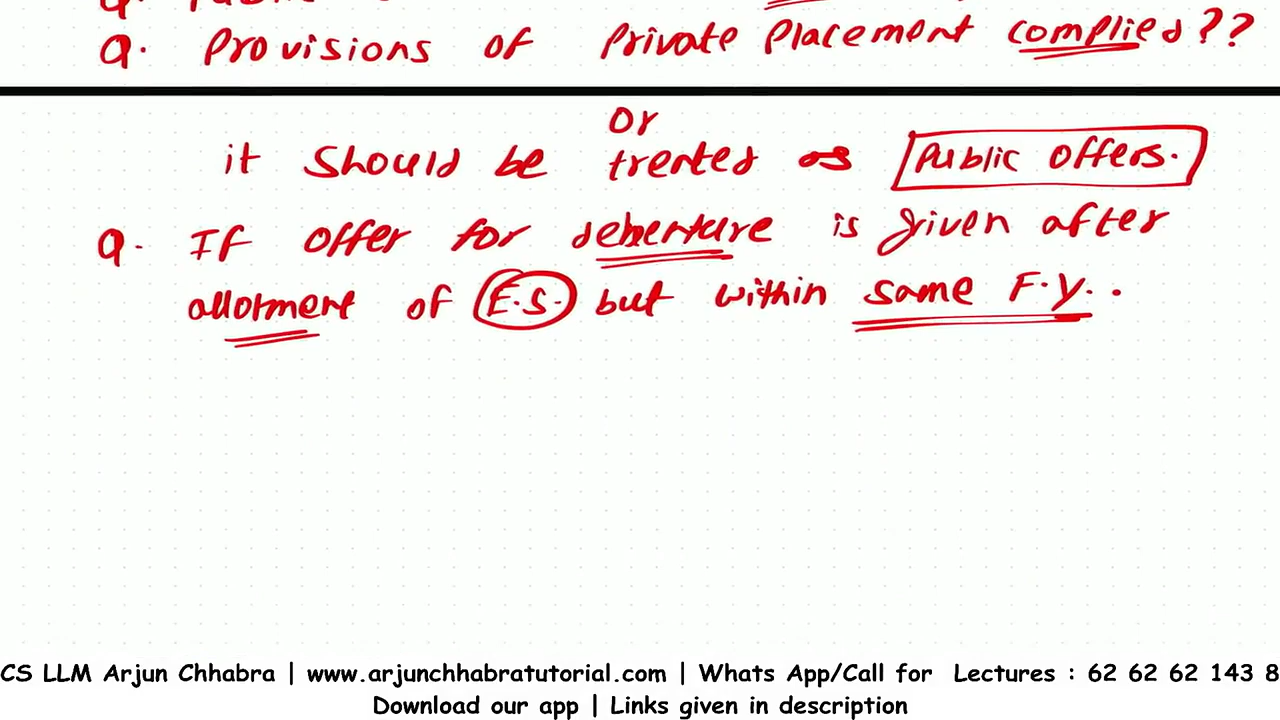 Q. Public
Q. Provisions of Private Placement complied??
or
it should be treated as Public offers.
Q. If offer for debenture is given after
allotment of E.S. but within same F.Y..
CS LLM Arjun Chhabra | www.arjunchhabratutorial.com | Whats App/Call for Lectures : 62 62 62 143 8
Download our app | Links given in description